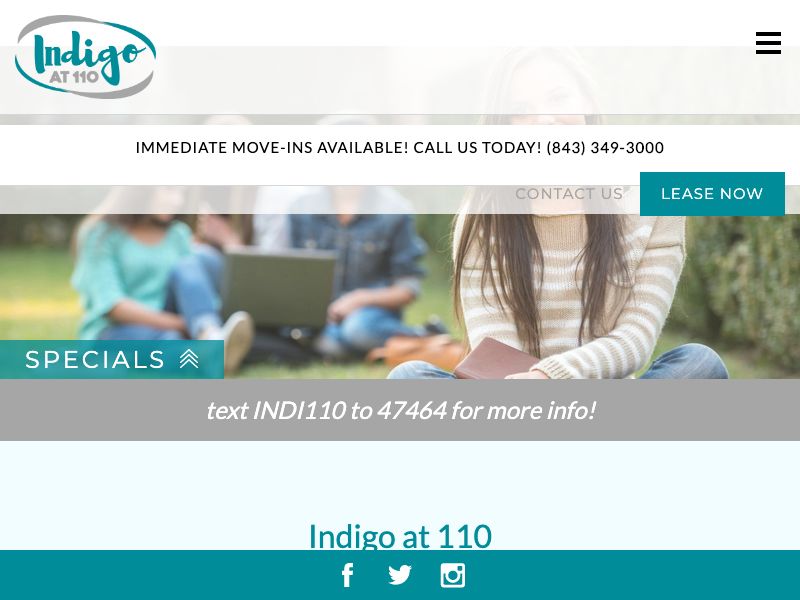 Indigo
AT 110
IMMEDIATE MOVE-INS AVAILABLE! CALL US TODAY! (843) 349-3000
CONTACT US
LEASE NOW
SPECIALS
text INDI110 to 47464 for more info!
Indigo at 110